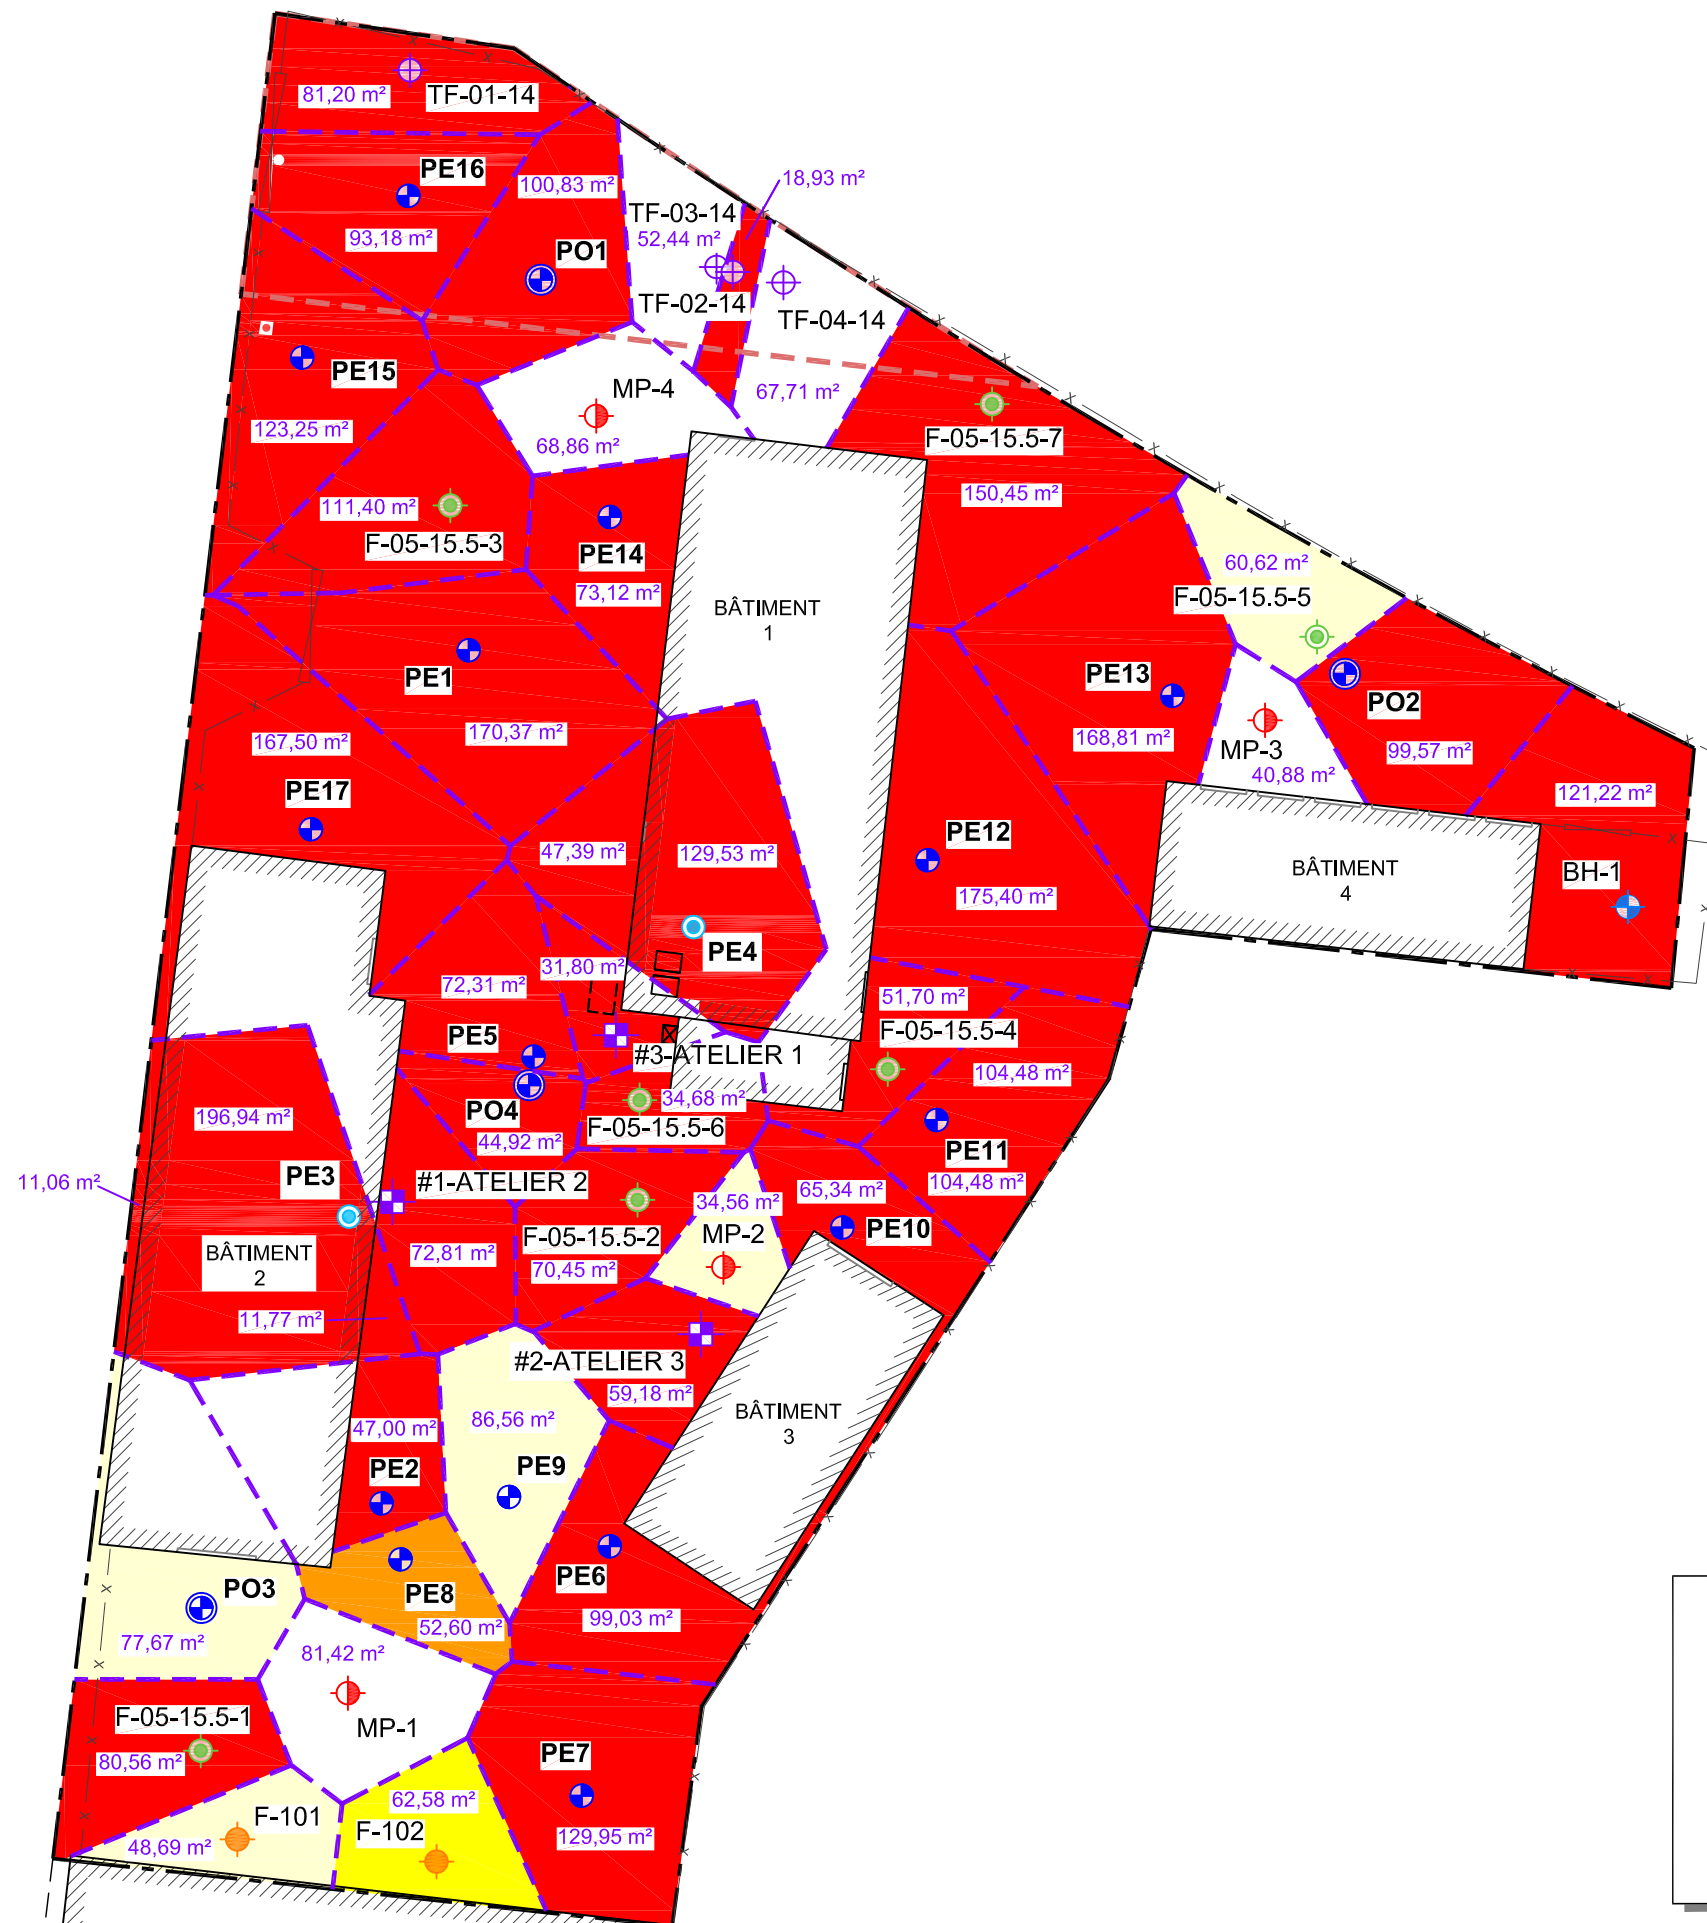 81,20 m²
TF-01-14
PE16
93,18 m²
100,83 m²
PO1
TF-03-14
52,44 m²
18,93 m²
TF-02-14
TF-04-14
67,71 m²
PE15
123,25 m²
MP-4
68,86 m²
F-05-15.5-7
150,45 m²
111,40 m²
F-05-15.5-3
PE14
73,12 m²
BÂTIMENT
1
60,62 m²
F-05-15.5-5
PE1
170,37 m²
167,50 m²
PE17
PE13
168,81 m²
MP-3
40,88 m²
PO2
99,57 m²
121,22 m²
47,39 m²
129,53 m²
PE4
PE12
175,40 m²
BÂTIMENT
4
BH-1
72,31 m²
31,80 m²
PE5
#3-ATELIER 1
51,70 m²
F-05-15.5-4
104,48 m²
PO4
44,92 m²
34,68 m²
F-05-15.5-6
PE11
104,48 m²
196,94 m²
PE3
11,06 m²
#1-ATELIER 2
72,81 m²
F-05-15.5-2
70,45 m²
34,56 m²
MP-2
65,34 m²
PE10
BÂTIMENT
2
11,77 m²
#2-ATELIER 3
59,18 m²
BÂTIMENT
3
47,00 m²
PE2
86,56 m²
PE9
PE8
52,60 m²
PE6
99,03 m²
PO3
77,67 m²
81,42 m²
MP-1
F-05-15.5-1
80,56 m²
PE7
129,95 m²
F-101
48,69 m²
62,58 m²
F-102